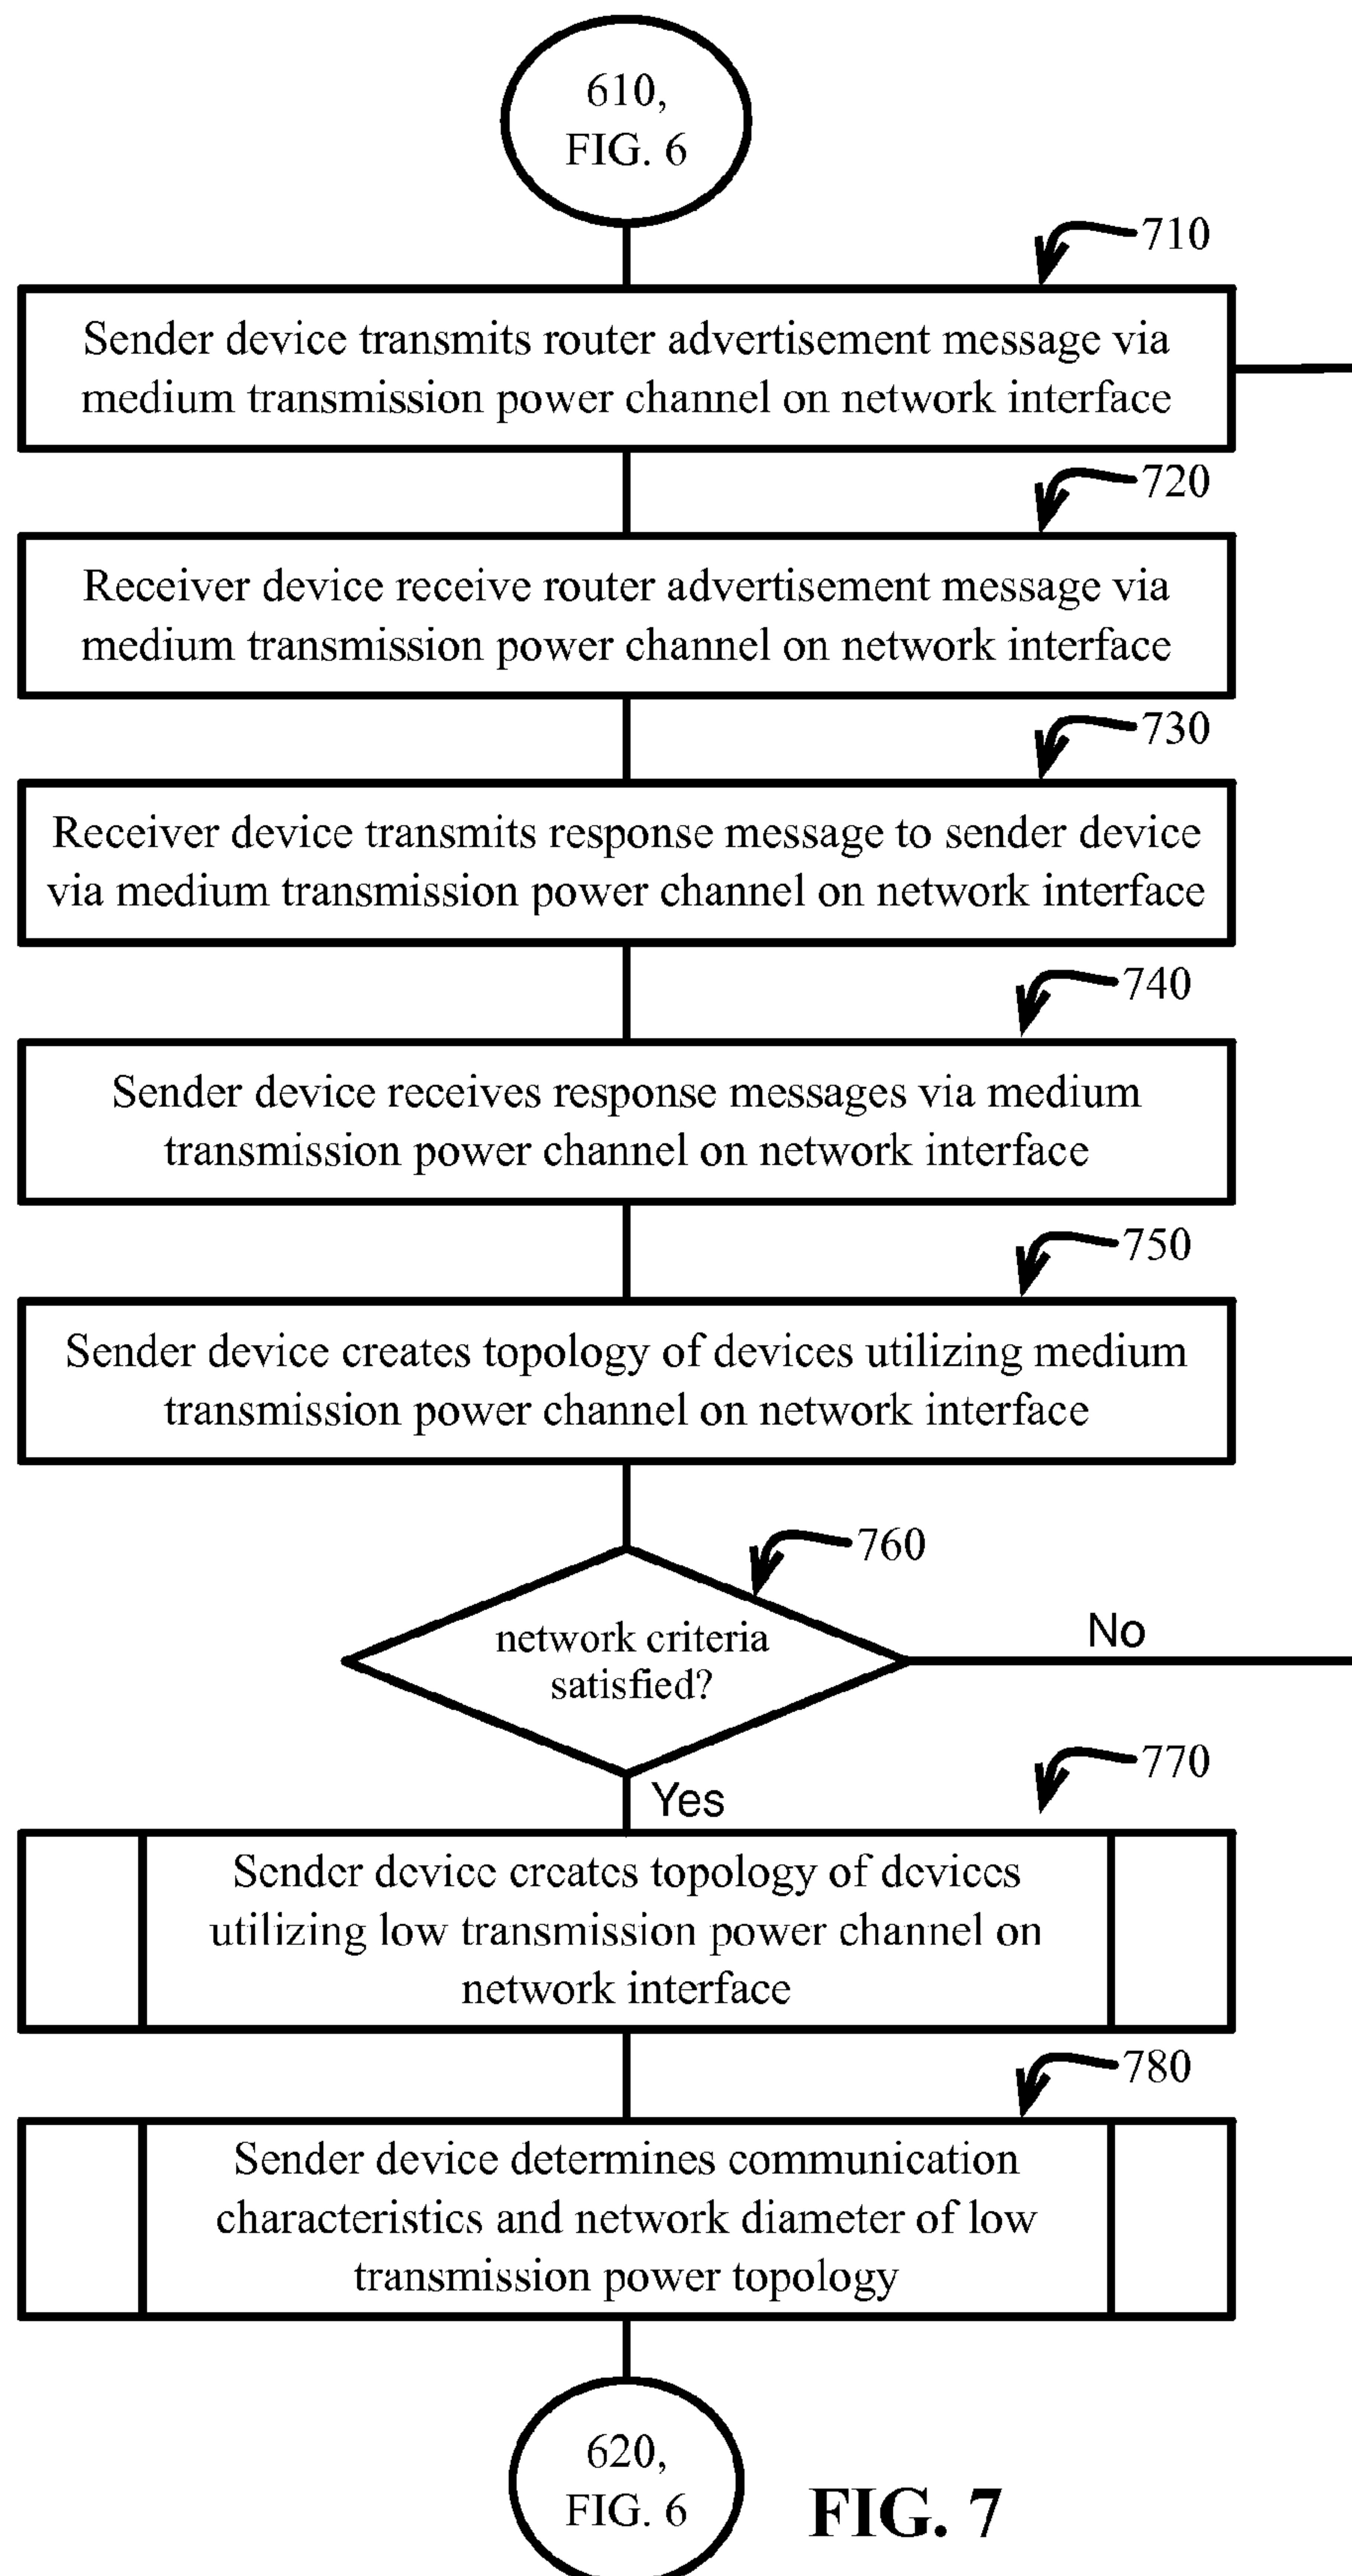 610,
FIG. 6
710
Sender device transmits router advertisement message via
medium transmission power channel on network interface
720
Receiver device receive router advertisement message via
medium transmission power channel on network interface
730
Receiver device transmits response message to sender device
via medium transmission power channel on network interface
740
Sender device receives response messages via medium
transmission power channel on network interface
750
Sender device creates topology of devices utilizing medium
transmission power channel on network interface
760
network criteria
satisfied?
No
Yes
770
Sender device creates topology of devices
utilizing low transmission power channel on
network interface
780
Sender device determines communication
characteristics and network diameter of low
transmission power topology
620,
FIG. 6
FIG. 7